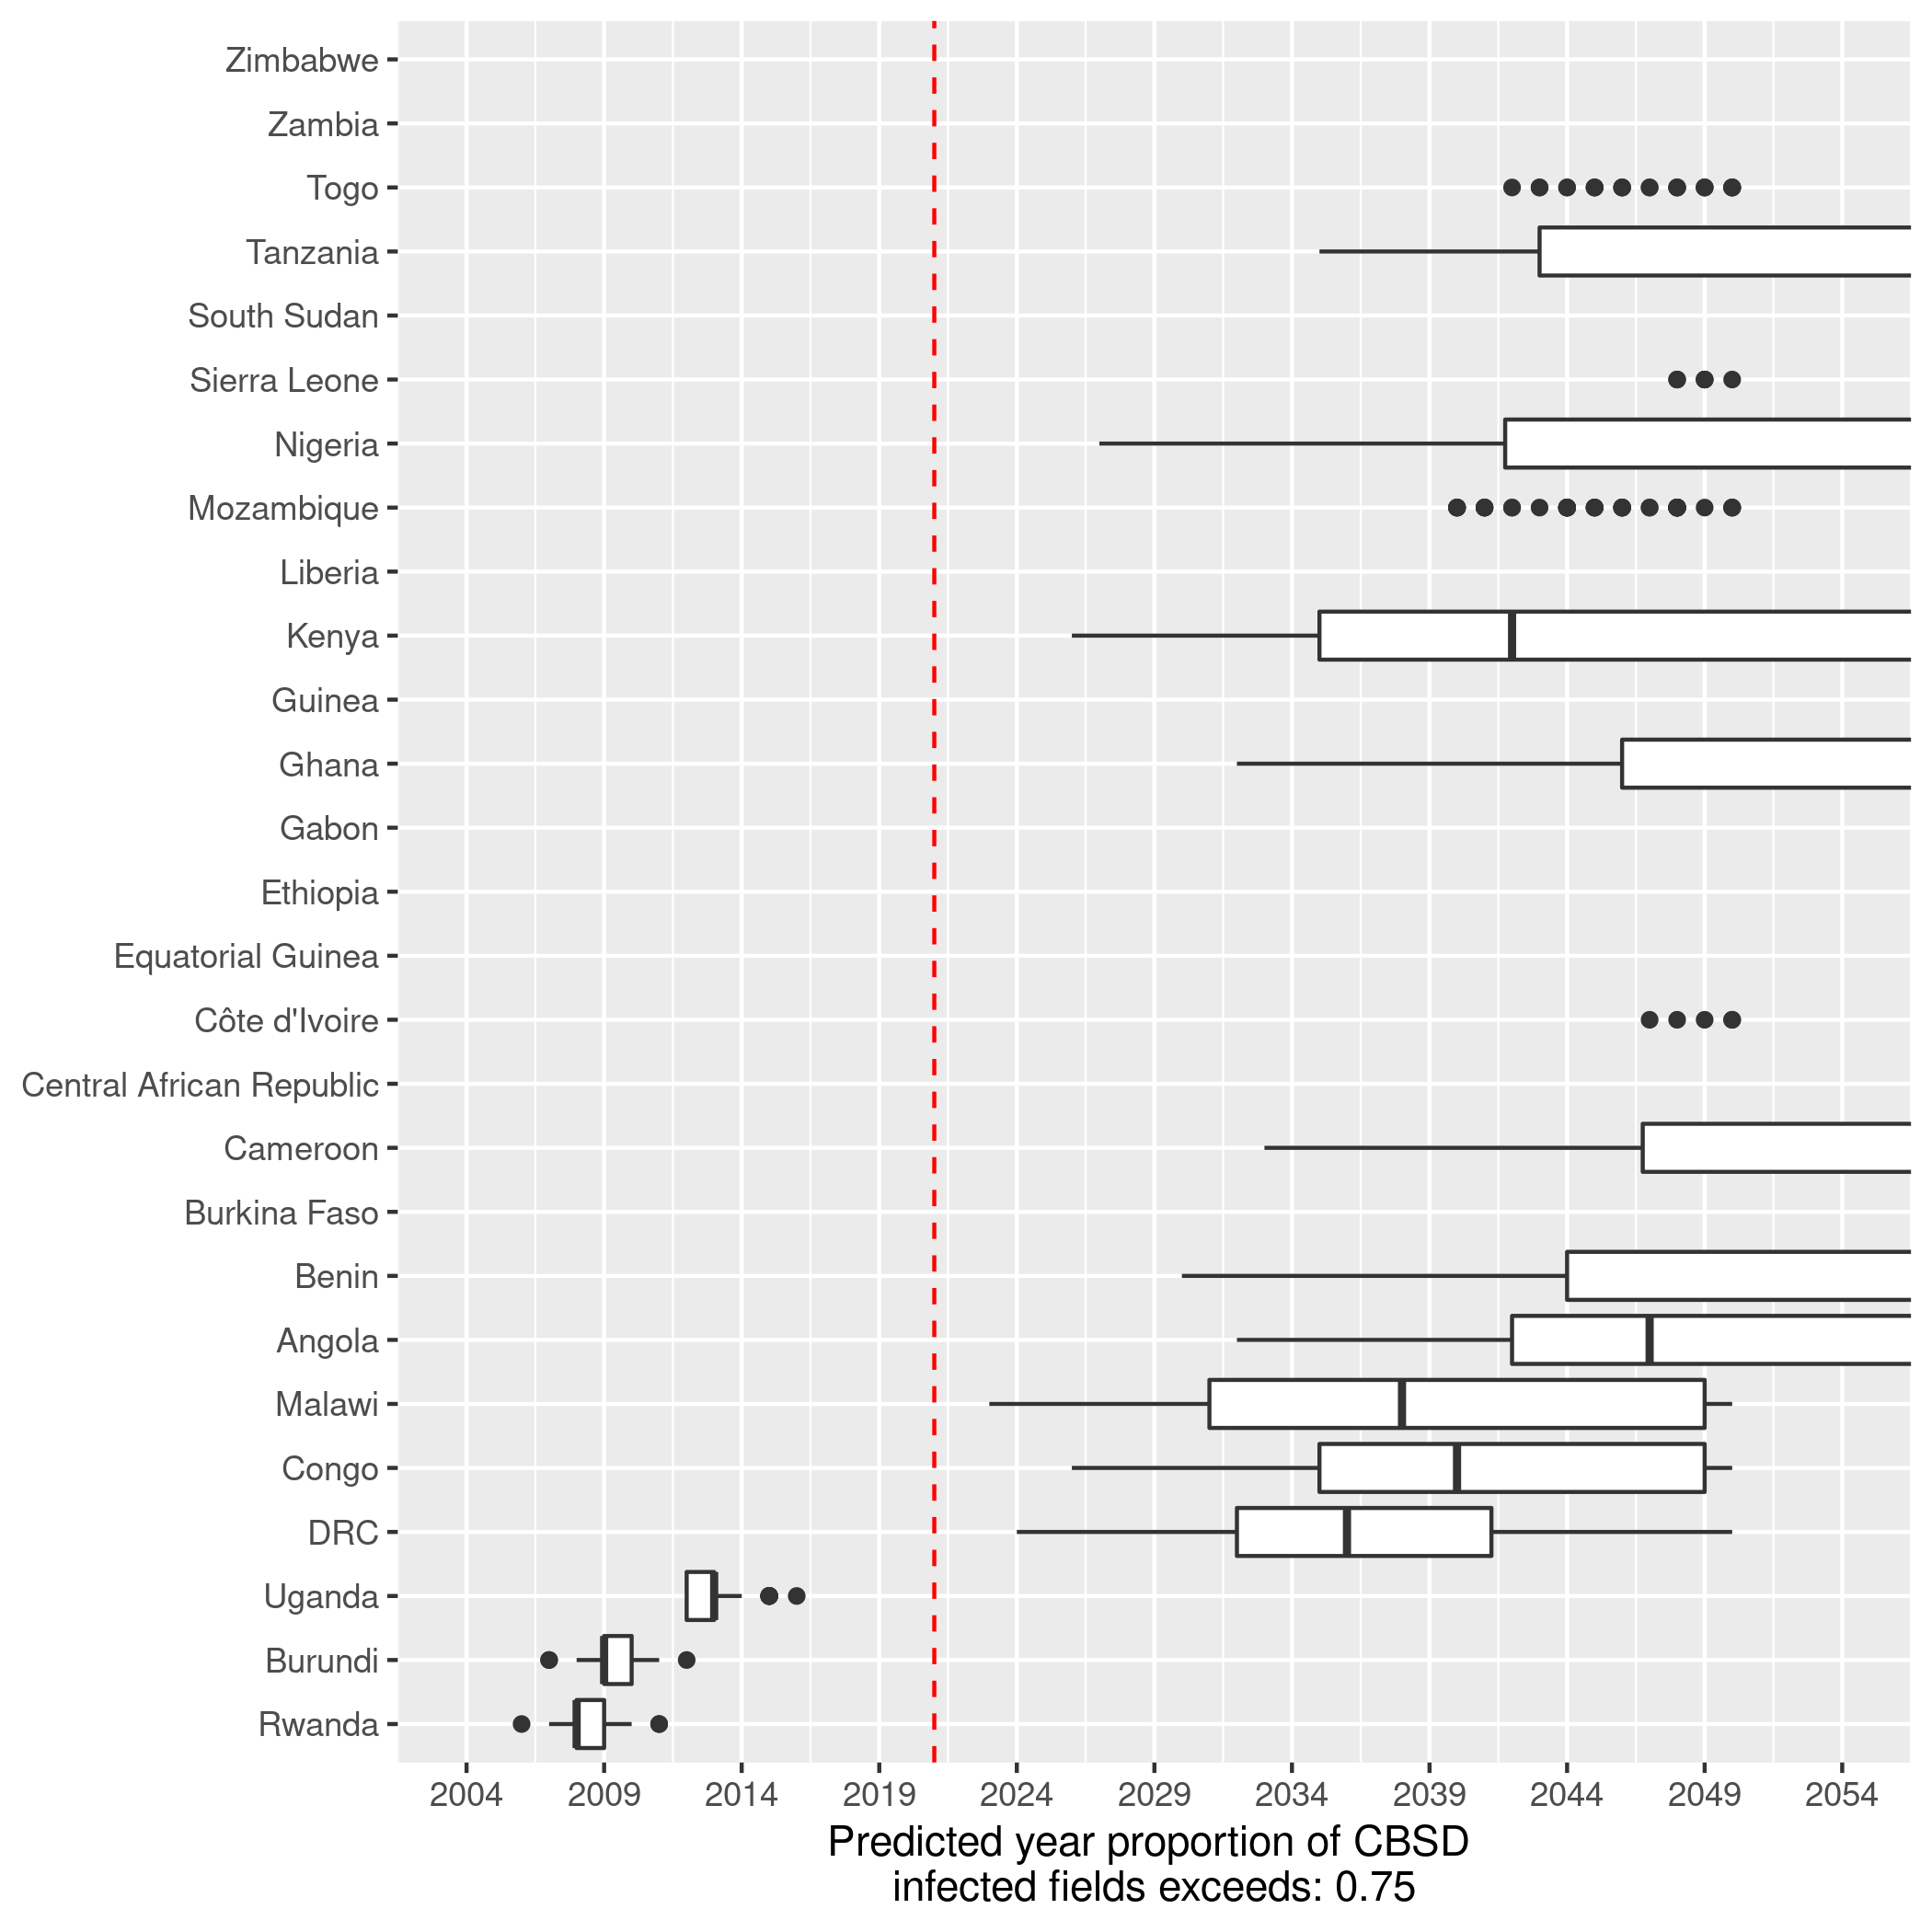 Zimbabwe
Zambia
Togo
Tanzania
South Sudan
Sierra Leone
Nigeria
Mozambique
Liberia
Kenya
Guinea
Ghana
Gabon
Ethiopia
Equatorial Guinea
Côte d'Ivoire
Central African Republic
Cameroon
Burkina Faso
Benin
Angola
Malawi
Congo
DRC
Uganda
Burundi
Rwanda
2004 2009 2014 2019 2024 2029 2034 2039 2044 2049 2054
Predicted year proportion of CBSD
infected fields exceeds: 0.75